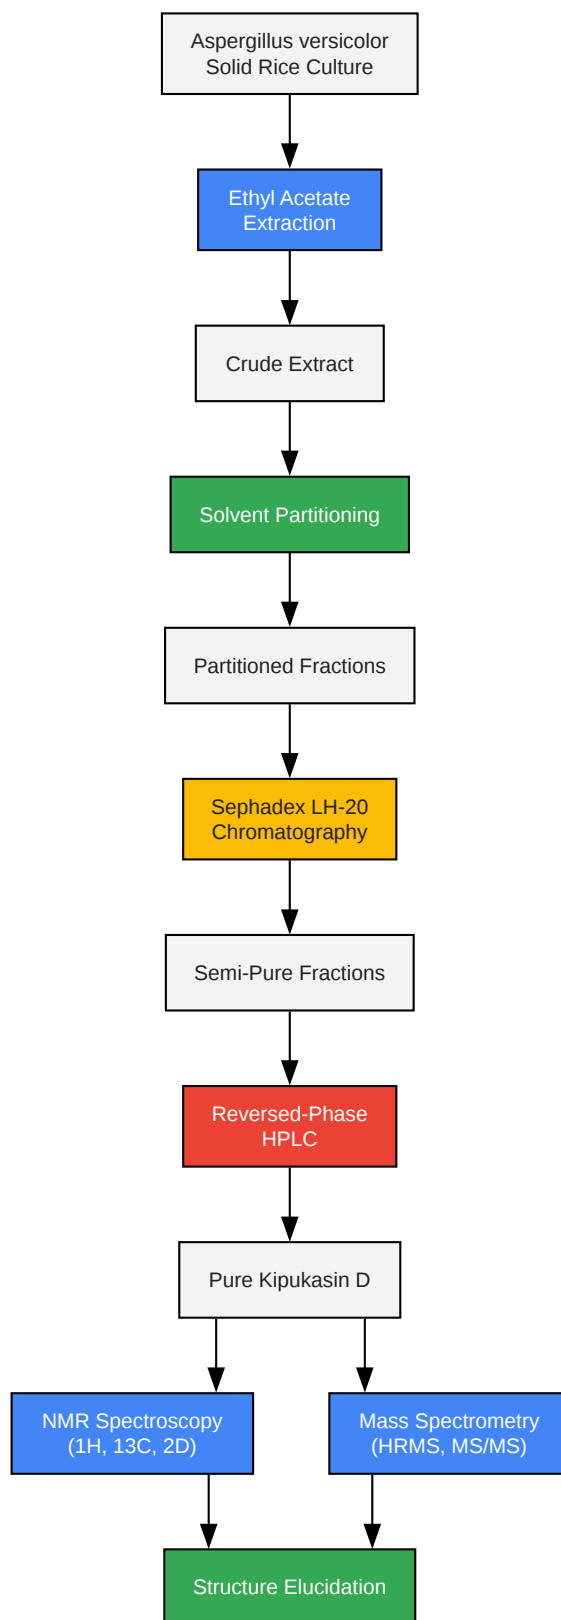 Aspergillus versicolor
Solid Rice Culture
Ethyl Acetate
Extraction
Crude Extract
Solvent Partitioning
Partitioned Fractions
Sephadex LH-20
Chromatography
Semi-Pure Fractions
Reversed-Phase
HPLC
Pure Kipukasin D
NMR Spectroscopy
(1H, 13C, 2D)
Mass Spectrometry
(HRMS, MS/MS)
Structure Elucidation